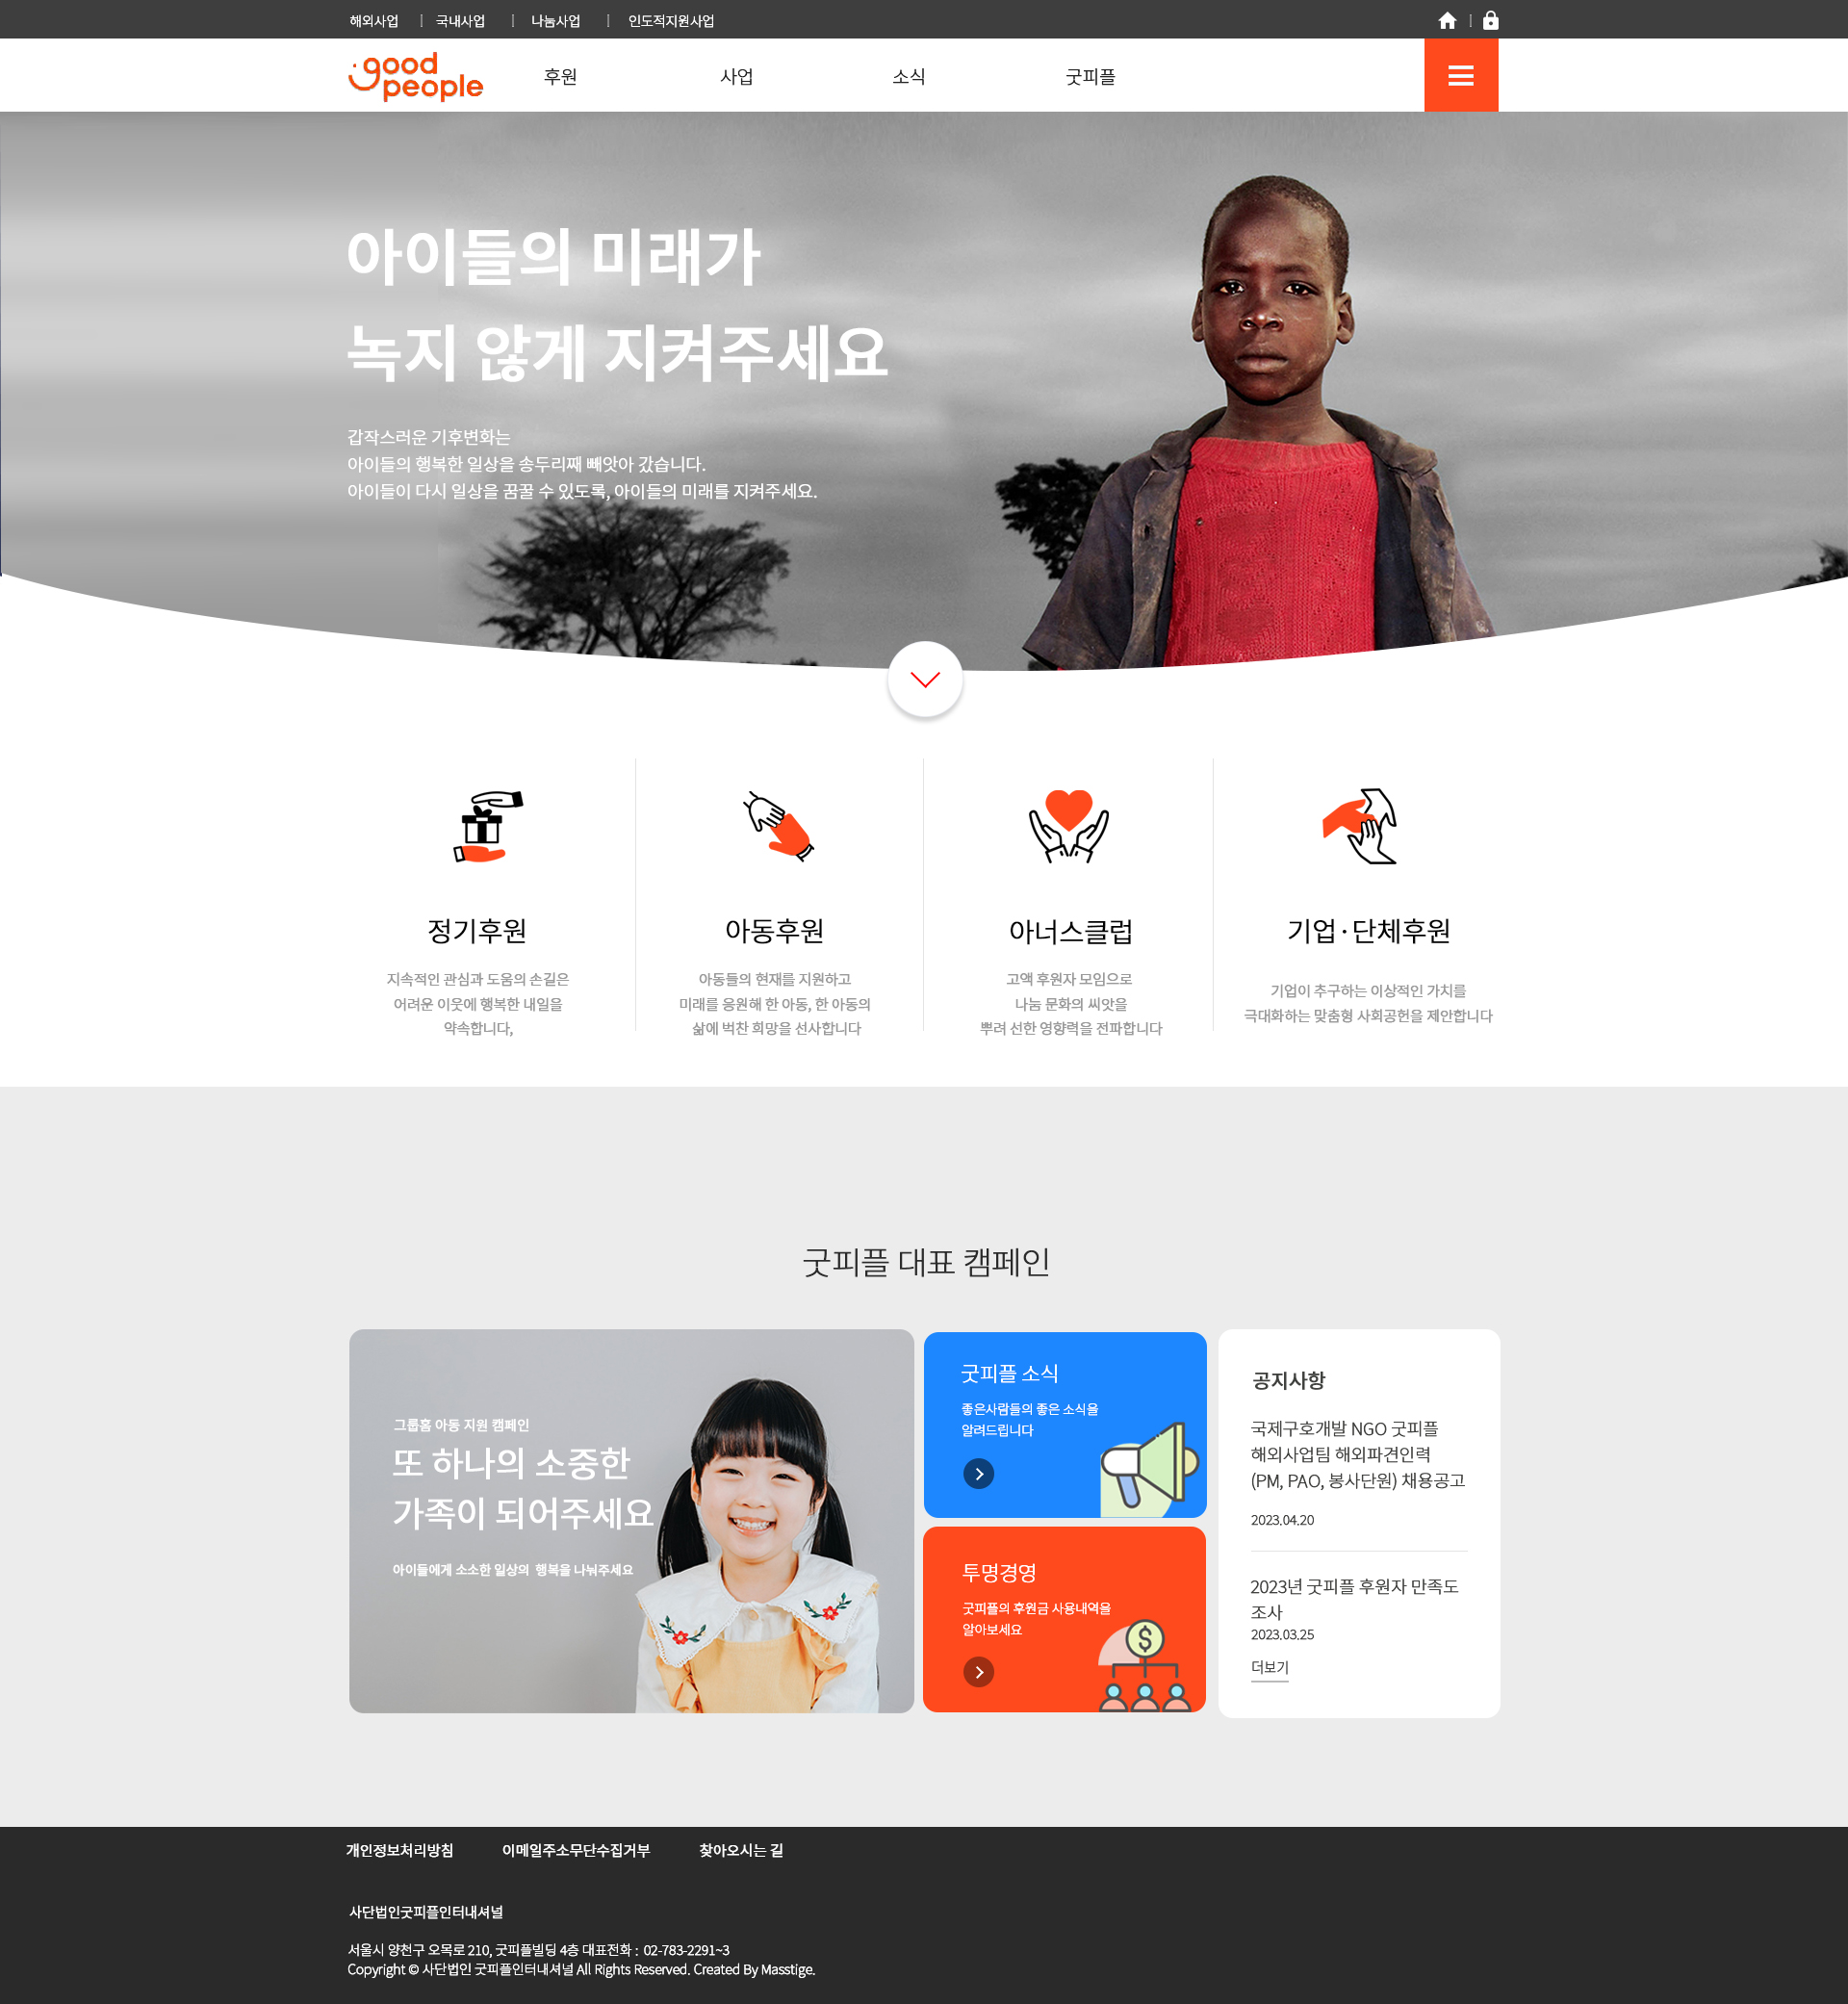 해외사업 | 국내사업 | 나눔사업 | 인도적지원사업
good
people
후원 사업 소식 굿피플
아이들의 미래가
녹지 않게 지켜주세요
갑작스러운 기후변화는
아이들의 행복한 일상을 송두리째 빼앗아 갔습니다.
아이들이 다시 일상을 꿈꿀 수 있도록, 아이들의 미래를 지켜주세요.
정기후원
지속적인 관심과 도움의 손길은
어려운 이웃에 행복한 내일을
약속합니다,
아동후원
아동들의 현재를 지원하고
미래를 응원해 한 아동, 한 아동의
삶에 벅찬 희망을 선사합니다
아너스클럽
고액 후원자 모임으로
나눔 문화의 씨앗을
뿌려 선한 영향력을 전파합니다
기업·단체후원
기업이 추구하는 이상적인 가치를
극대화하는 맞춤형 사회공헌을 제안합니다
굿피플 대표 캠페인
그룹홈 아동 지원 캠페인
또 하나의 소중한
가족이 되어주세요
아이들에게 소소한 일상의 행복을 나눠주세요
굿피플 소식
좋은사람들의 좋은 소식을
알려드립니다
투명경영
굿피플의 후원금 사용내역을
알아보세요
공지사항
국제구호개발 NGO 굿피플
해외사업팀 해외파견인력
(PM, PAO, 봉사단원) 채용공고
2023.04.20
2023년 굿피플 후원자 만족도
조사
2023.03.25
더보기
개인정보처리방침 이메일주소무단수집거부 찾아오시는 길
사단법인굿피플인터내셔널
서울시 양천구 오목로 210, 굿피플빌딩 4층 대표전화 : 02-783-2291~3
Copyright © 사단법인 굿피플인터내셔널 All Rights Reserved. Created By Masstige.